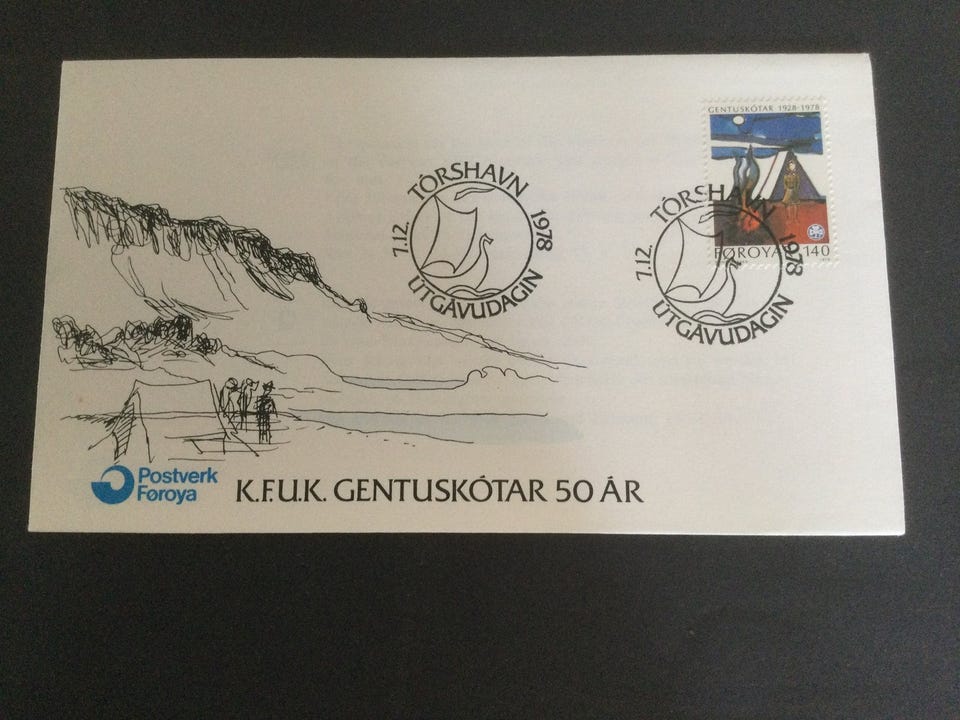 GENTUSKÓTAR 1928-1978
FØROYAR 140
TÓRSHAVN
7.12. 1978
ÚTGÁVUDAGIN
TÓRSHAVN
7.12. 1978
ÚTGÁVUDAGIN
Postverk
Føroya
K.F.U.K. GENTUSKÓTAR 50 ÁR